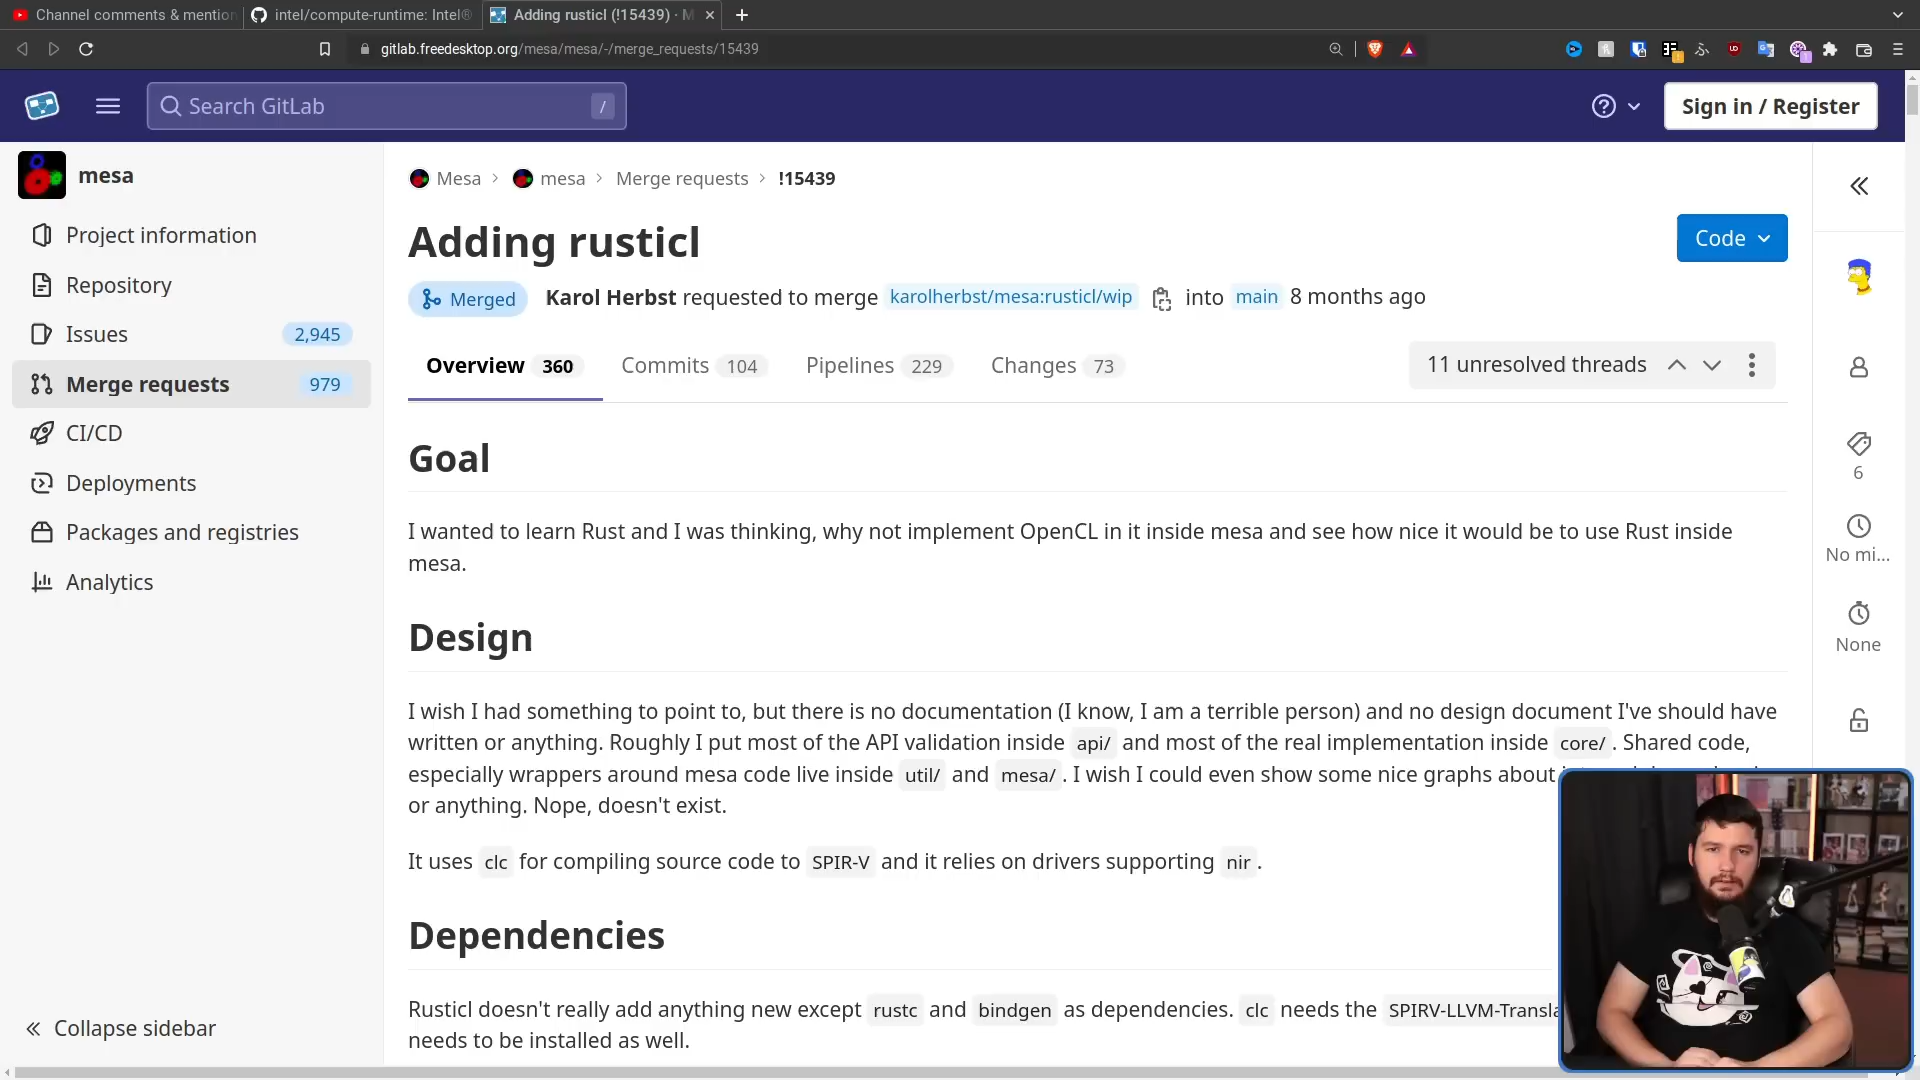 Channel comments & mention
intel/compute-runtime: Intel®
Adding rusticl (!15439) · M
gitlab.freedesktop.org/mesa/mesa/-/merge_requests/15439
Search GitLab
/
Sign in / Register
mesa
Project information
Repository
Issues 2,945
Merge requests 979
CI/CD
Deployments
Packages and registries
Analytics
Collapse sidebar
Mesa > mesa > Merge requests > !15439
Adding rusticl
Code
Merged Karol Herbst requested to merge karolherbst/mesa:rusticl/wip into main 8 months ago
Overview 360 Commits 104 Pipelines 229 Changes 73
11 unresolved threads
Goal
I wanted to learn Rust and I was thinking, why not implement OpenCL in it inside mesa and see how nice it would be to use Rust inside
mesa.
Design
I wish I had something to point to, but there is no documentation (I know, I am a terrible person) and no design document I've should have
written or anything. Roughly I put most of the API validation inside api/ and most of the real implementation inside core/ . Shared code,
especially wrappers around mesa code live inside util/ and mesa/ . I wish I could even show some nice graphs about
or anything. Nope, doesn't exist.
It uses clc for compiling source code to SPIR-V and it relies on drivers supporting nir .
Dependencies
Rusticl doesn't really add anything new except rustc and bindgen as dependencies. clc needs the SPIRV-LLVM-Transla
needs to be installed as well.
6
No mi...
None